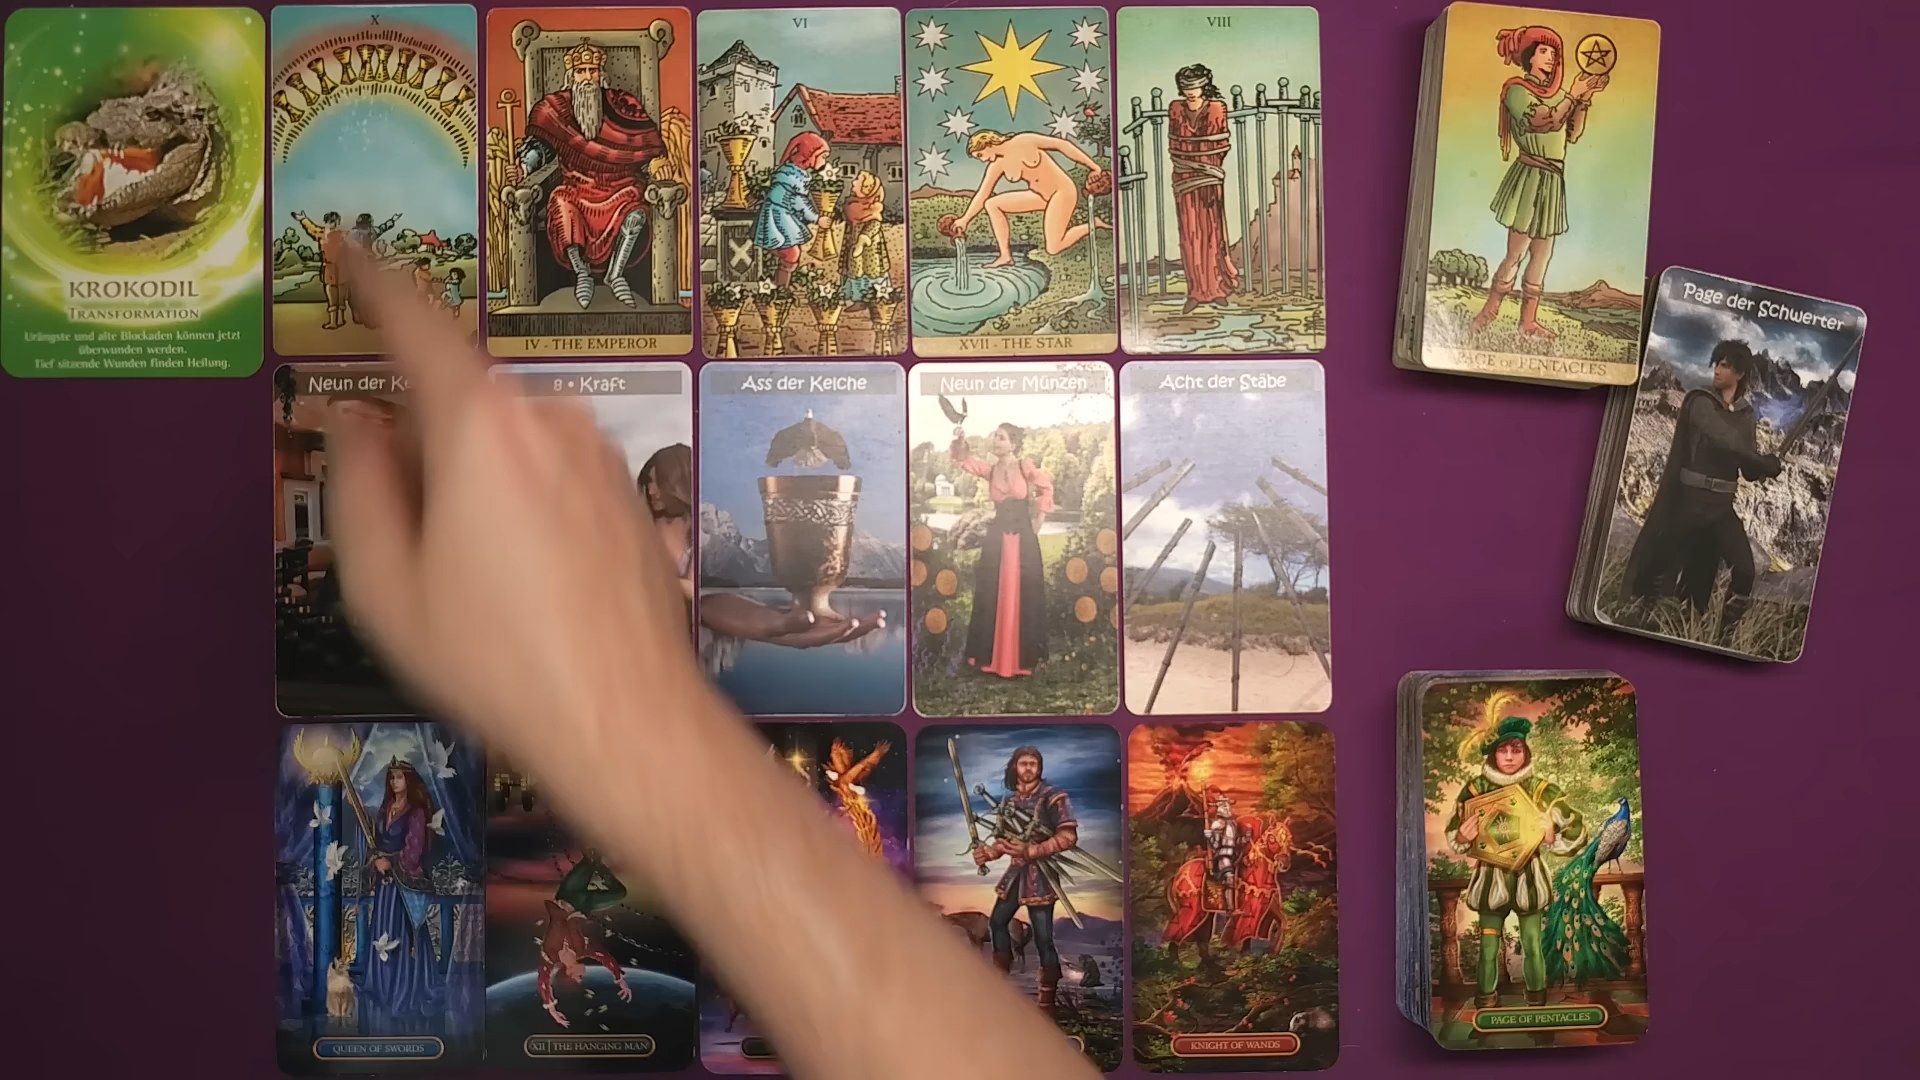 KROKODIL
TRANSFORMATION
Urängste und alte Blockaden können jetzt
überwunden werden.
Tief sitzende Wunden finden Heilung.
X
IV - THE EMPEROR
VI
XVII - THE STAR
VIII
PAGE OF PENTACLES
Page der Schwerter
Neun der
8 • Kraft
Ass der Kelche
Neun der Münzen
Acht der Stäbe
QUEEN OF SWORDS
XII THE HANGING MAN
KNIGHT OF WANDS
PAGE OF PENTACLES